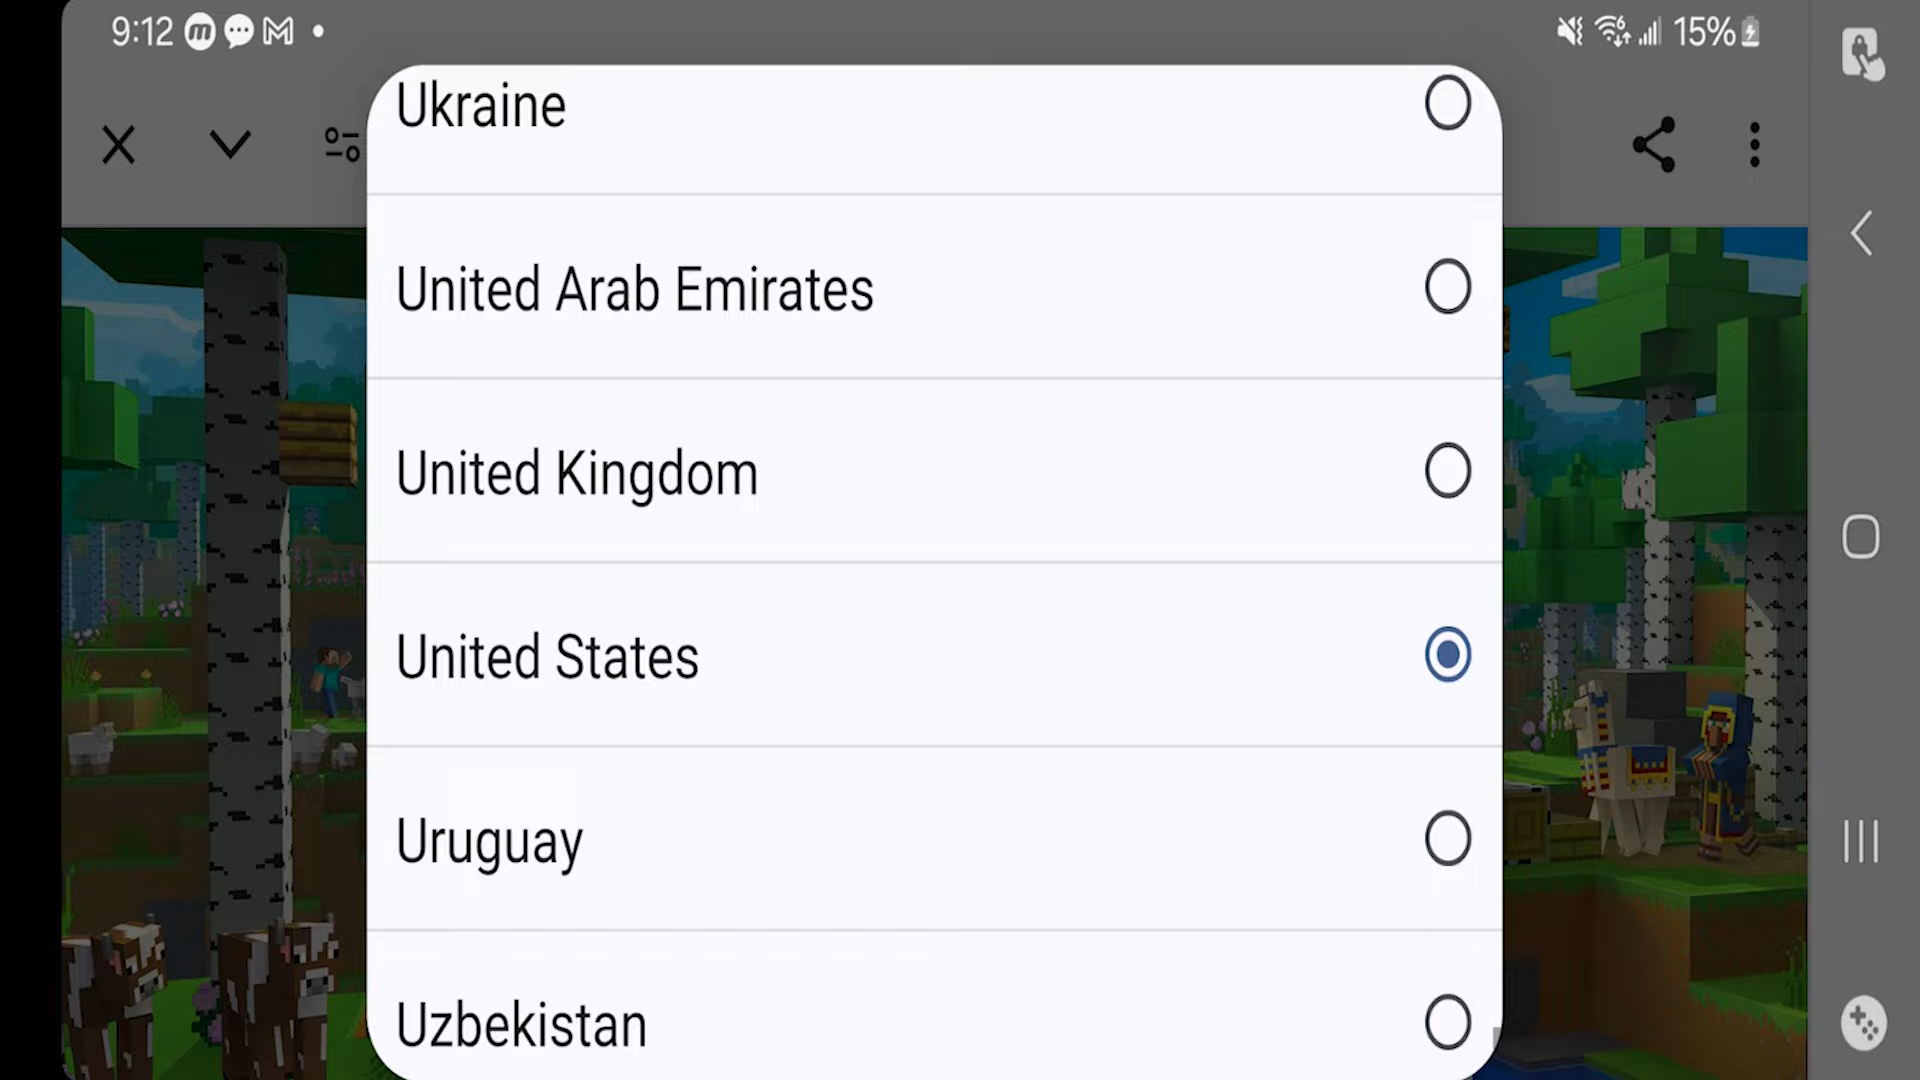 9:12
15%
Ukraine
United Arab Emirates
United Kingdom
United States
Uruguay
Uzbekistan